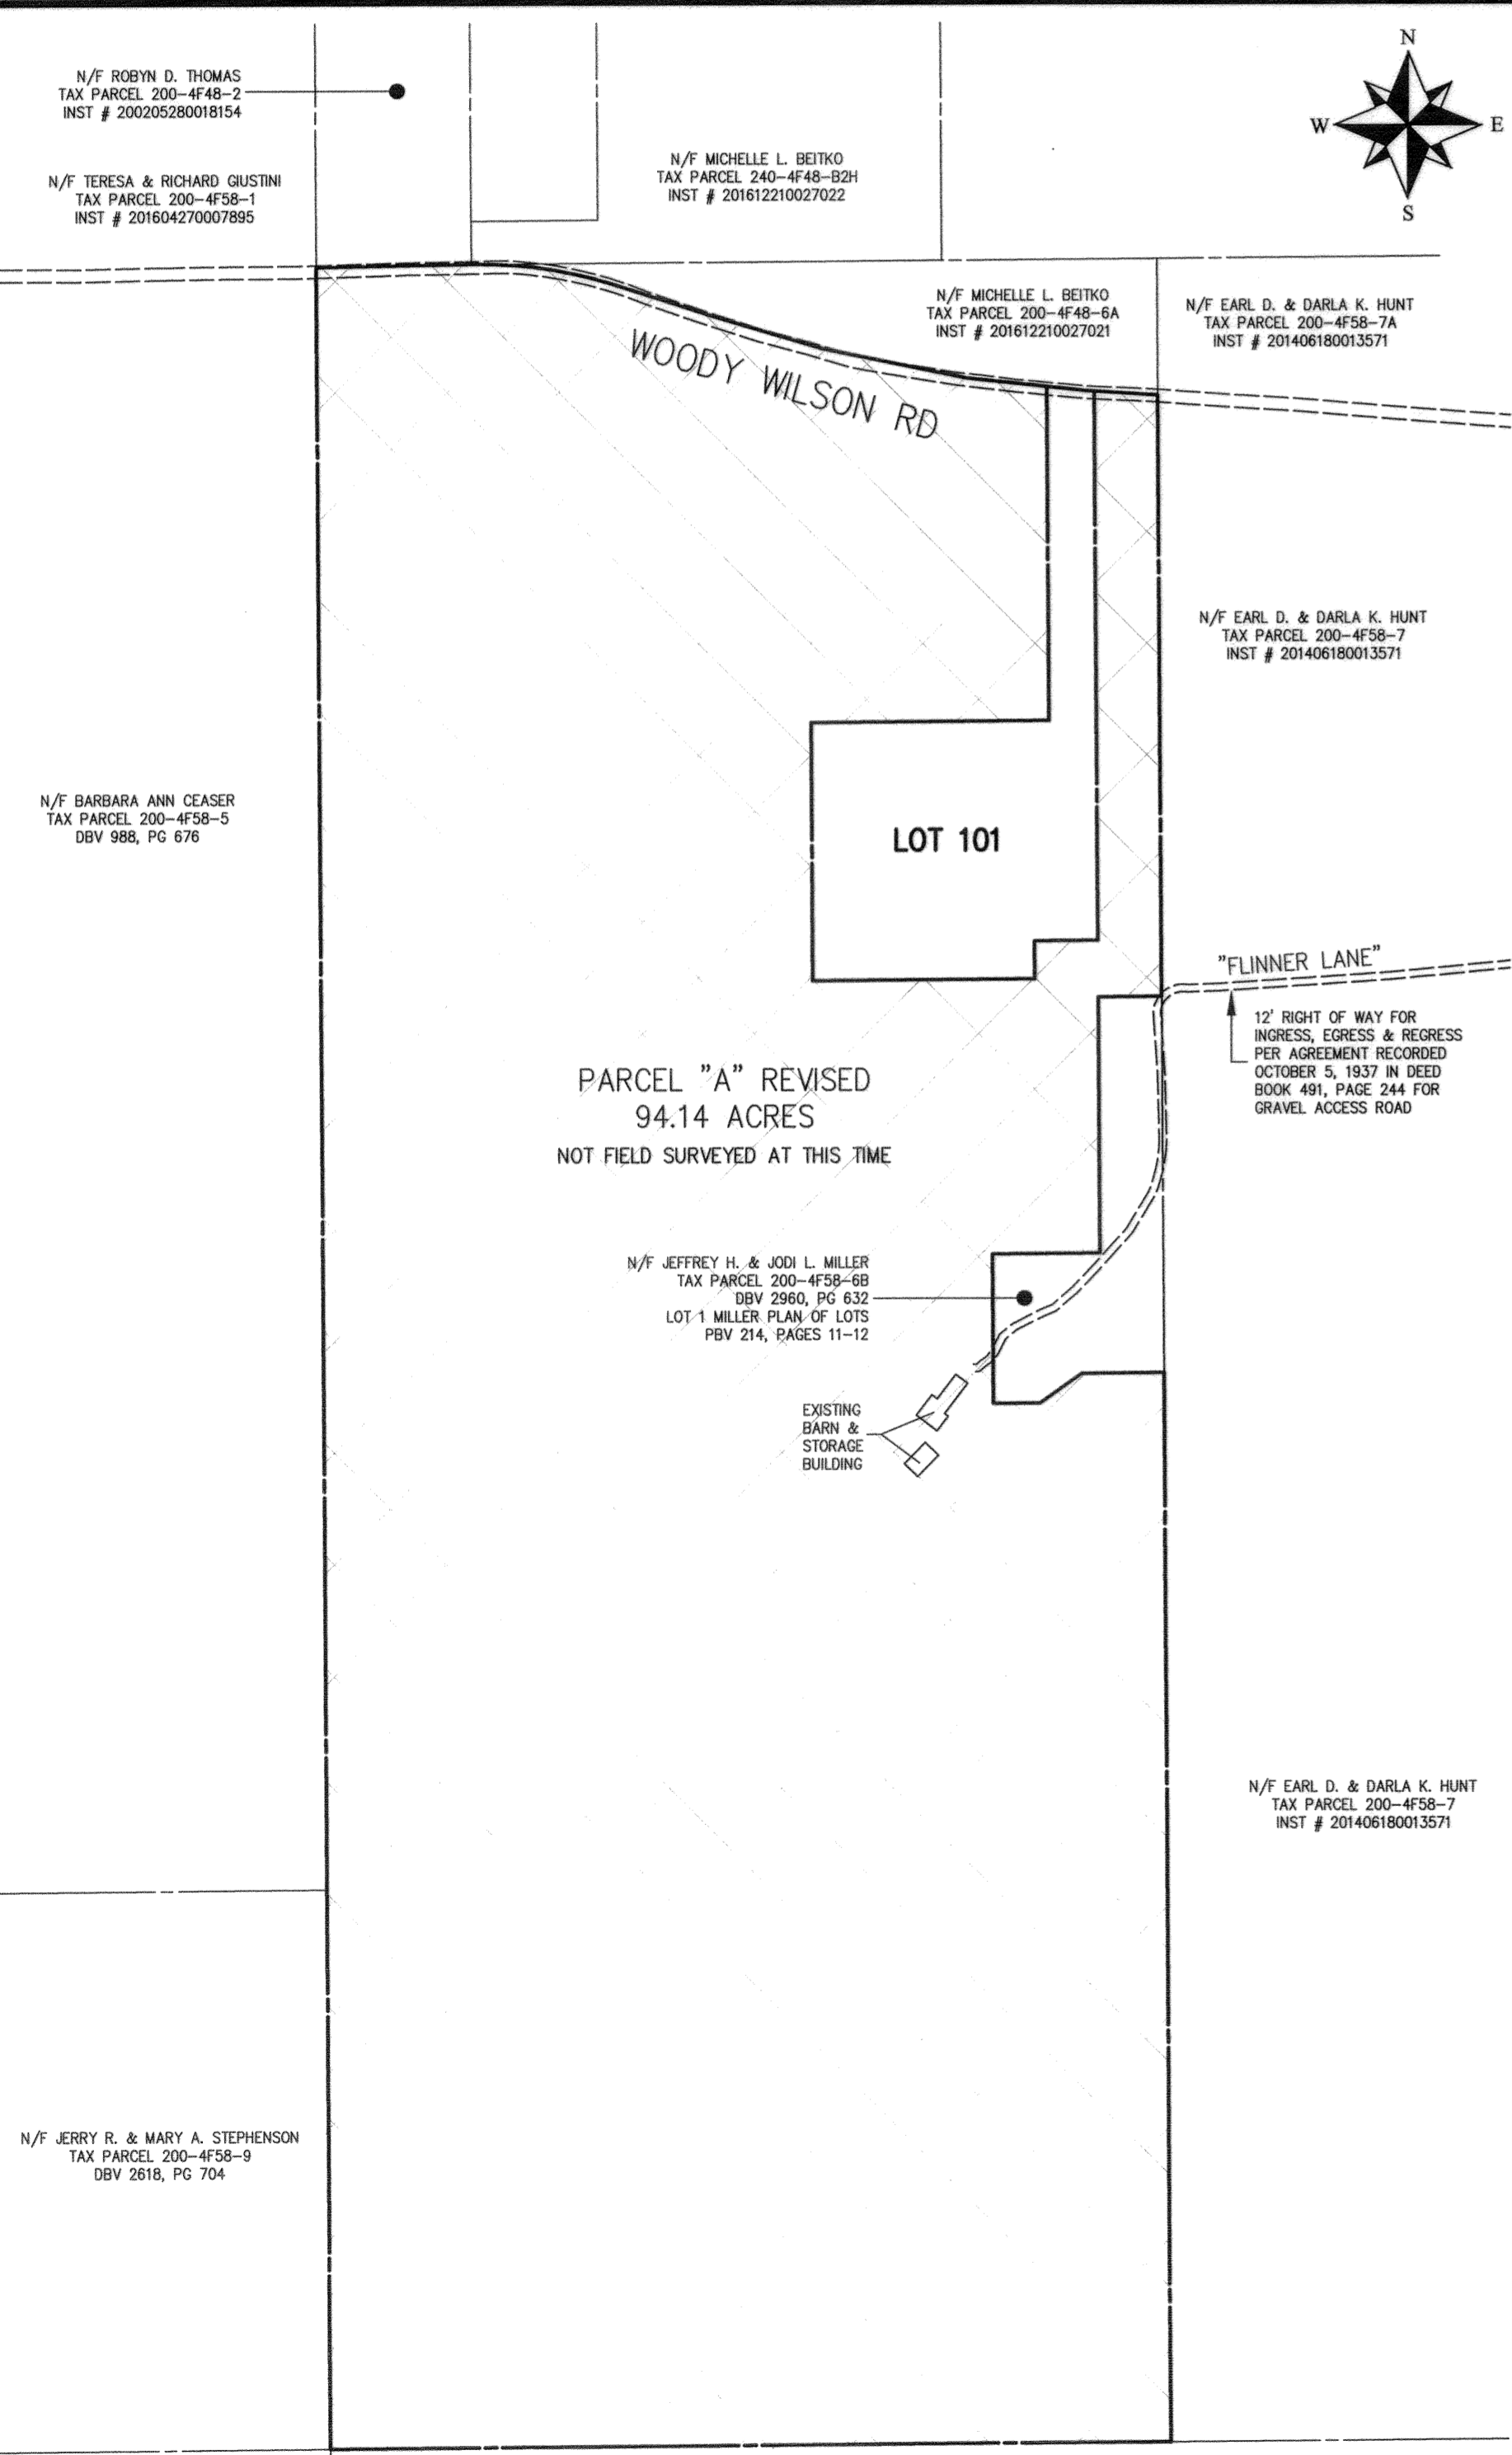 N
W
E
S
N/F ROBYN D. THOMAS
TAX PARCEL 200-4F48-2
INST # 200205280018154
N/F TERESA & RICHARD GIUSTINI
TAX PARCEL 200-4F58-1
INST # 201604270007895
N/F MICHELLE L. BEITKO
TAX PARCEL 240-4F48-B2H
INST # 201612210027022
N/F MICHELLE L. BEITKO
TAX PARCEL 200-4F48-6A
INST # 201612210027021
N/F EARL D. & DARLA K. HUNT
TAX PARCEL 200-4F58-7A
INST # 201406180013571
WOODY WILSON RD
N/F EARL D. & DARLA K. HUNT
TAX PARCEL 200-4F58-7
INST # 201406180013571
N/F BARBARA ANN CEASER
TAX PARCEL 200-4F58-5
DBV 988, PG 676
LOT 101
"FLINNER LANE"
12' RIGHT OF WAY FOR
INGRESS, EGRESS & REGRESS
PER AGREEMENT RECORDED
OCTOBER 5, 1937 IN DEED
BOOK 491, PAGE 244 FOR
GRAVEL ACCESS ROAD
PARCEL "A" REVISED
94.14 ACRES
NOT FIELD SURVEYED AT THIS TIME
N/F JEFFREY H. & JODI L. MILLER
TAX PARCEL 200-4F58-6B
DBV 2960, PG 632
LOT 1 MILLER PLAN OF LOTS
PBV 214, PAGES 11-12
EXISTING
BARN &
STORAGE
BUILDING
N/F EARL D. & DARLA K. HUNT
TAX PARCEL 200-4F58-7
INST # 201406180013571
N/F JERRY R. & MARY A. STEPHENSON
TAX PARCEL 200-4F58-9
DBV 2618, PG 704